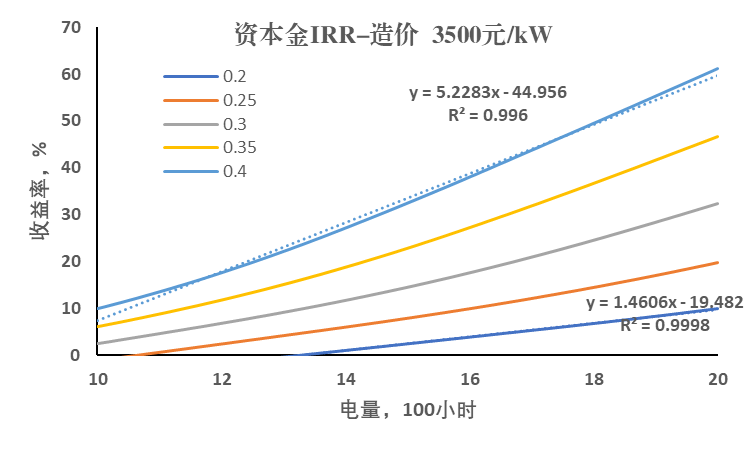 资本金IRR-造价 3500元/kW
70
60
50
40
30
20
10
0
收益率，%
0.2
0.25
0.3
0.35
0.4
y = 5.2283x - 44.956
R² = 0.996
y = 1.4606x - 19.482
R² = 0.9998
10 12 14 16 18 20
电量，100小时